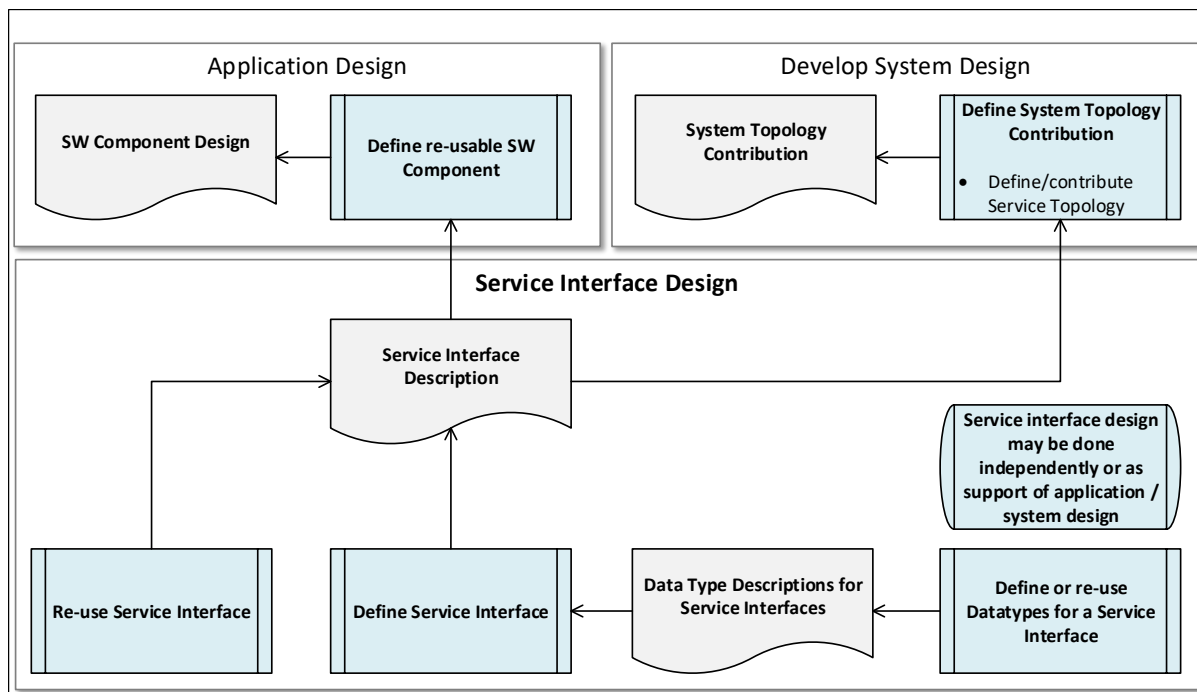 Application Design
Develop System Design
SW Component Design
Define re-usable SW
Component
System Topology
Contribution
Define System Topology
Contribution
• Define/contribute
Service Topology
Service Interface Design
Service Interface
Description
Service interface design
may be done
independently or as
support of application /
system design
Re-use Service Interface
Define Service Interface
Data Type Descriptions for
Service Interfaces
Define or re-use
Datatypes for a Service
Interface